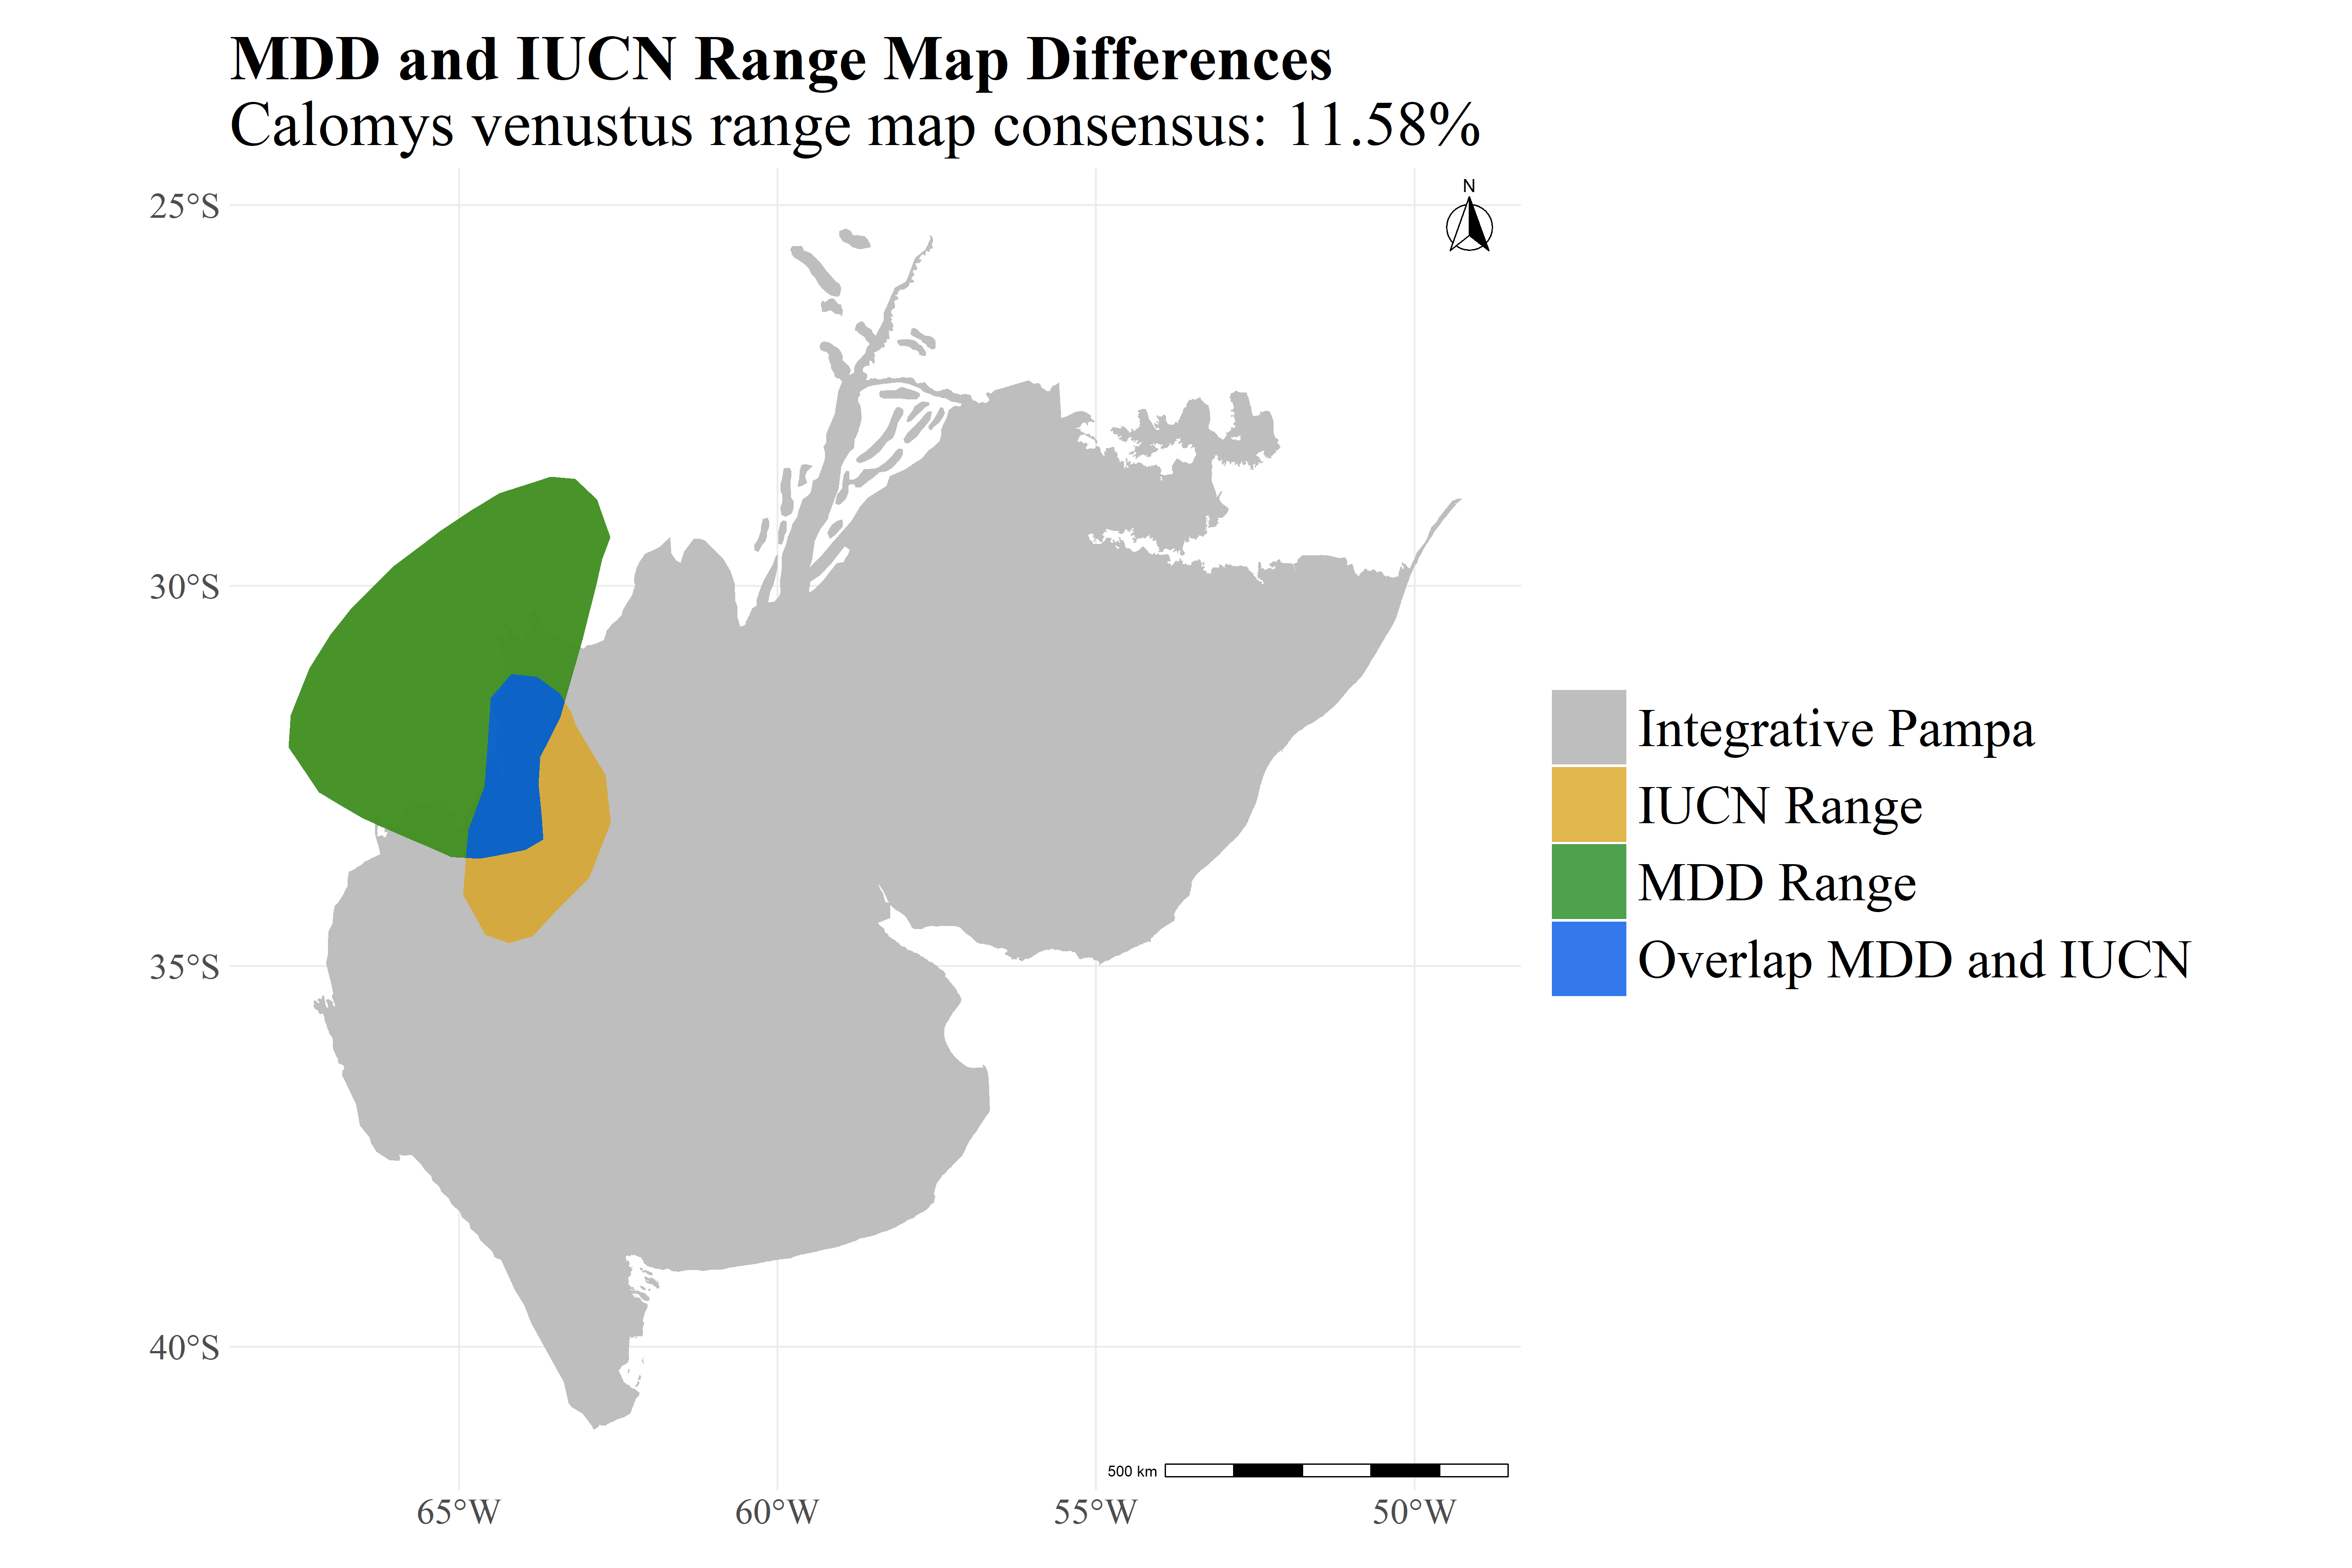 MDD and IUCN Range Map Differences
Calomys venustus range map consensus: 11.58%
N
25°S
30°S
35°S
40°S
65°W
60°W
55°W
50°W
500 km
Integrative Pampa
IUCN Range
MDD Range
Overlap MDD and IUCN